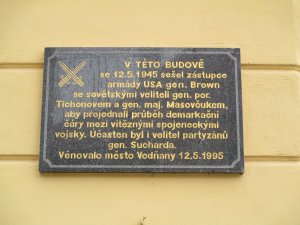 V TÉTO BUDOVĚ
se 12.5.1945 sešel zástupce
armády USA gen. Brown
se sovětskými veliteli gen. por.
Tichonovem a gen. maj. Masovčukem,
aby projednali průběh demarkační
čáry mezi vítěznými spojeneckými
vojsky. Účasten byl i velitel partyzánů
gen. Sucharda.
Věnovalo město Vodňany 12.5.1995